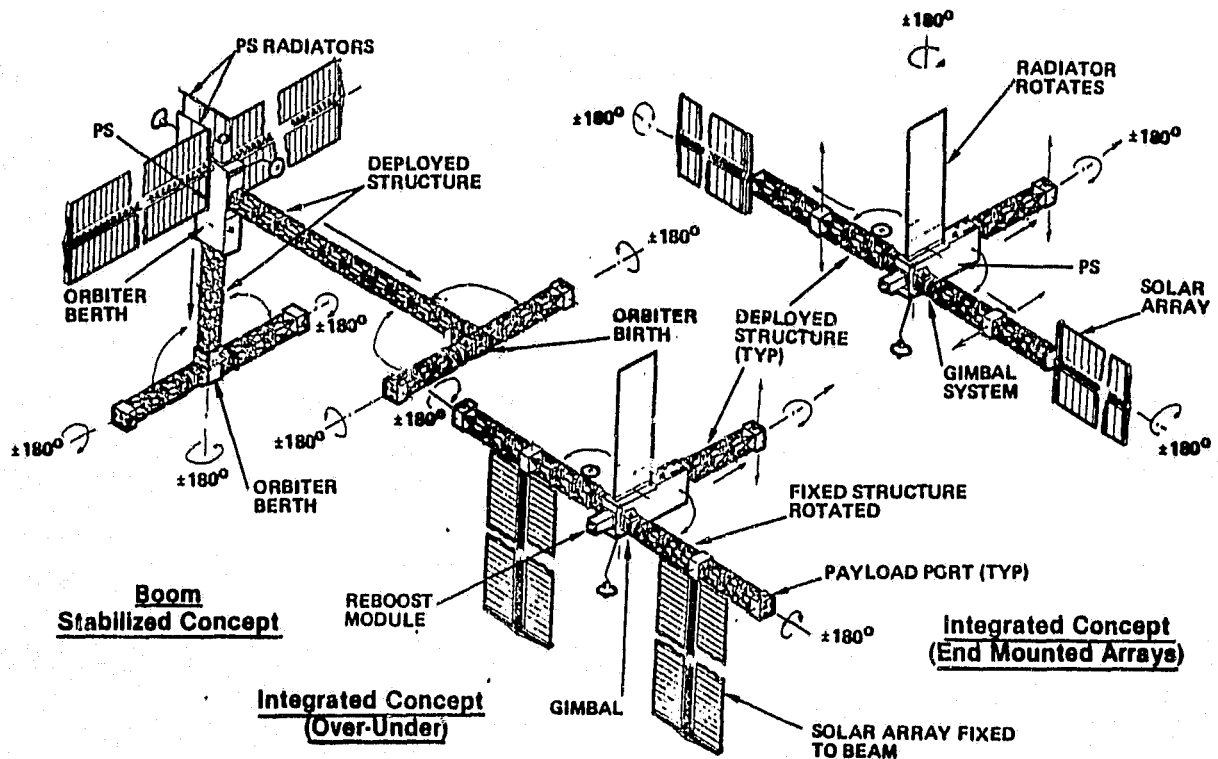 ±180°
PS RADIATORS
RADIATOR
ROTATES
PS
±180°
±180°
DEPLOYED
STRUCTURE
±180°
PS
ORBITER
BERTH
±180°
ORBITER
BIRTH
DEPLOYED
STRUCTURE
(TYP)
SOLAR
ARRAY
GIMBAL
SYSTEM
±180°
±180°
±180°
±180°
±180°
±180°
ORBITER
BERTH
FIXED STRUCTURE
ROTATED
PAYLOAD PORT (TYP)
REBOOST
MODULE
±180°
Boom
Stabilized Concept
Integrated Concept
(End Mounted Arrays)
Integrated Concept
(Over-Under)
GIMBAL
SOLAR ARRAY FIXED
TO BEAM